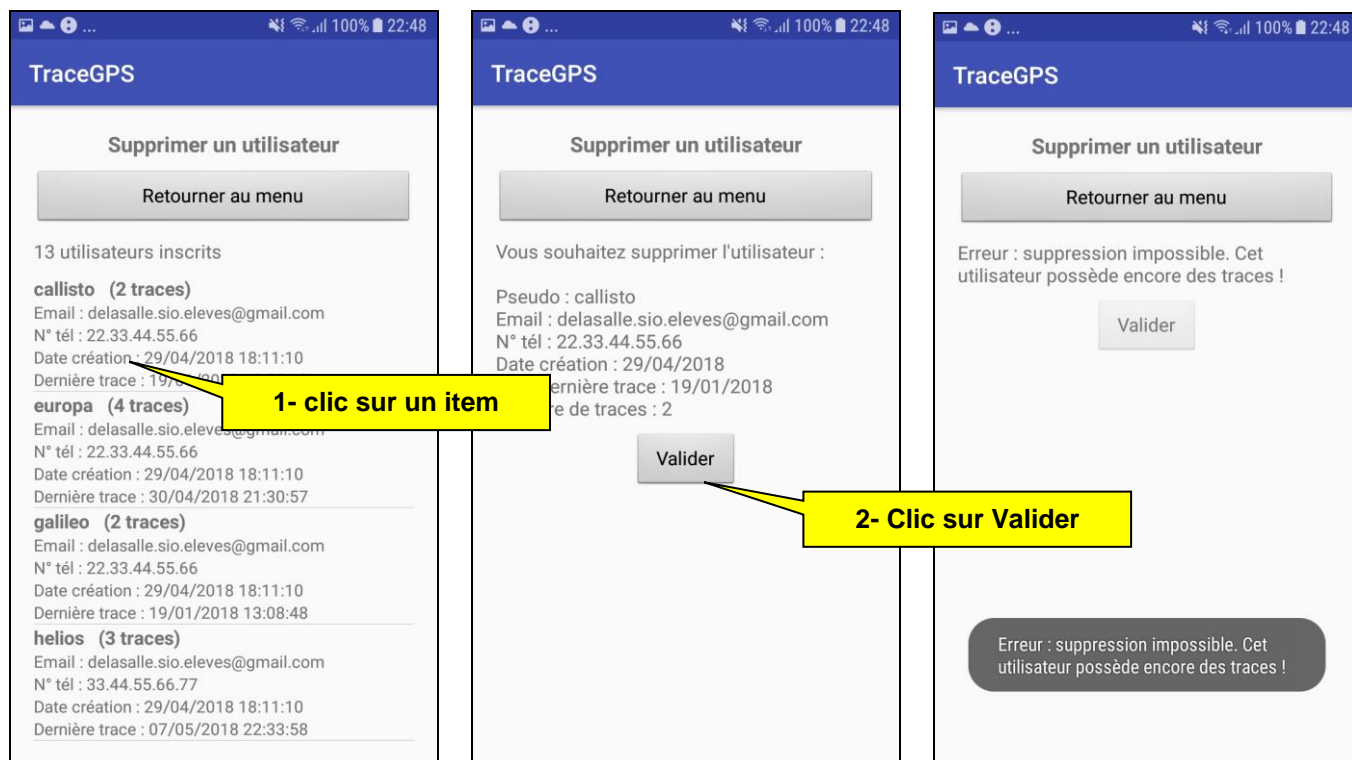 ... 100% 22:48
TraceGPS
Supprimer un utilisateur
Retourner au menu
13 utilisateurs inscrits
callisto (2 traces)
Email : delasalle.sio.eleves@gmail.com
N° tél : 22.33.44.55.66
Date création : 29/04/2018 18:11:10
Dernière trace :
europa (4 traces)
Email : delasalle.sio.eleves@gmail.com
N° tél : 22.33.44.55.66
Date création : 29/04/2018 18:11:10
Dernière trace : 30/04/2018 21:30:57
galileo (2 traces)
Email : delasalle.sio.eleves@gmail.com
N° tél : 22.33.44.55.66
Date création : 29/04/2018 18:11:10
Dernière trace : 19/01/2018 13:08:48
helios (3 traces)
Email : delasalle.sio.eleves@gmail.com
N° tél : 33.44.55.66.77
Date création : 29/04/2018 18:11:10
Dernière trace : 07/05/2018 22:33:58
1- clic sur un item
... 100% 22:48
TraceGPS
Supprimer un utilisateur
Retourner au menu
Vous souhaitez supprimer l'utilisateur :
Pseudo : callisto
Email : delasalle.sio.eleves@gmail.com
N° tél : 22.33.44.55.66
Date création : 29/04/2018
ernière trace : 19/01/2018
re de traces : 2
Valider
2- Clic sur Valider
... 100% 22:48
TraceGPS
Supprimer un utilisateur
Retourner au menu
Erreur : suppression impossible. Cet
utilisateur possède encore des traces !
Valider
Erreur : suppression impossible. Cet
utilisateur possède encore des traces !